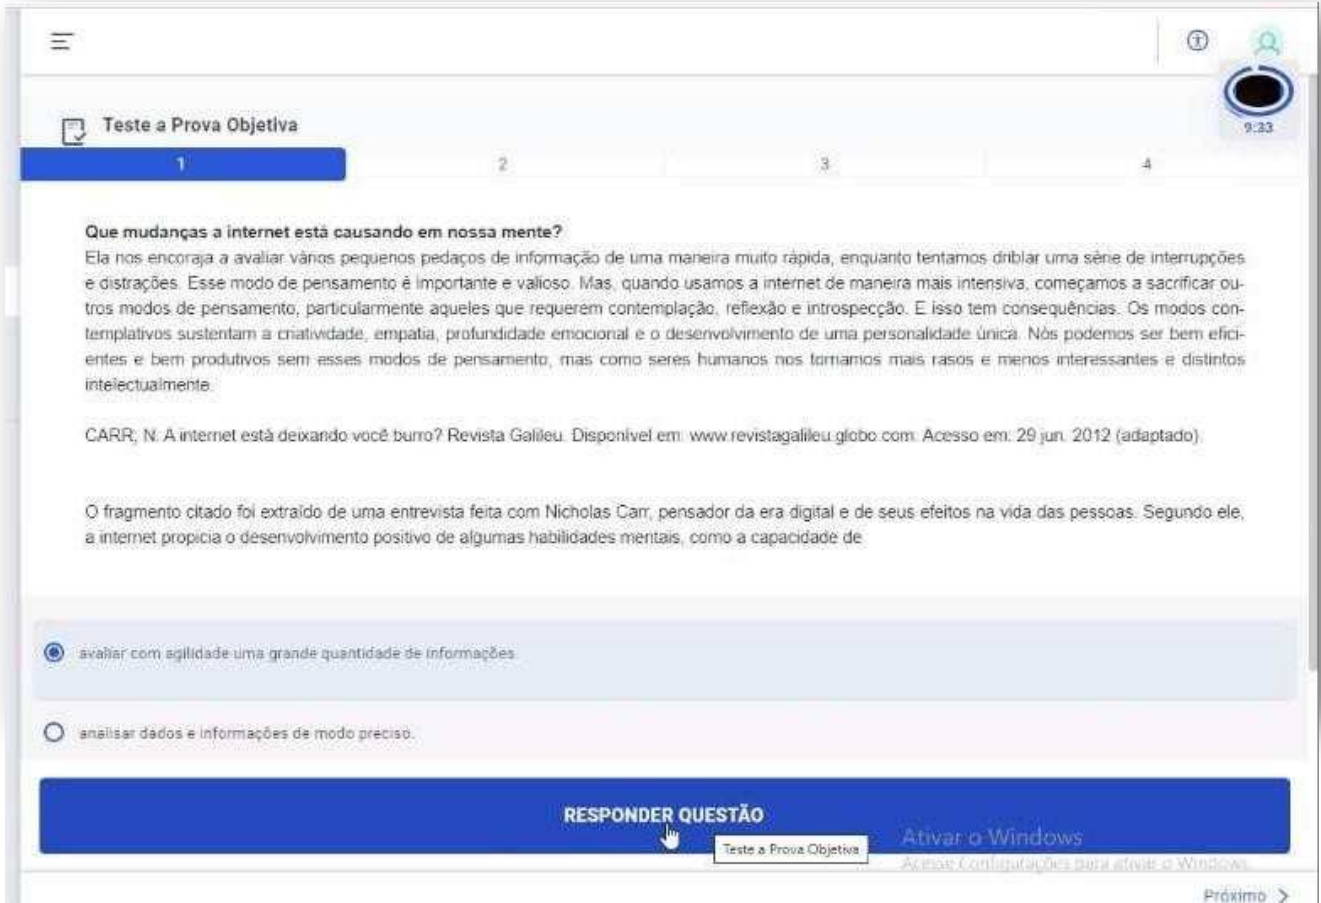 9:33
Teste a Prova Objetiva
1 2 3 4
Que mudanças a internet está causando em nossa mente?
Ela nos encoraja a avaliar vários pequenos pedaços de informação de uma maneira muito rápida, enquanto tentamos driblar uma série de interrupções
e distrações. Esse modo de pensamento é importante e valioso. Mas, quando usamos a internet de maneira mais intensiva, começamos a sacrificar ou-
tros modos de pensamento, particularmente aqueles que requerem contemplação, reflexão e introspecção. E isso tem consequências. Os modos con-
templativos sustentam a criatividade, empatia, profundidade emocional e o desenvolvimento de uma personalidade única. Nós podemos ser bem efici-
entes e bem produtivos sem esses modos de pensamento, mas como seres humanos nos tornamos mais rasos e menos interessantes e distintos
intelectualmente.
CARR; N. A internet está deixando você burro? Revista Galileu. Disponível em: www.revistagalileu.globo.com. Acesso em: 29 jun. 2012 (adaptado).
O fragmento citado foi extraído de uma entrevista feita com Nicholas Carr, pensador da era digital e de seus efeitos na vida das pessoas. Segundo ele,
a internet propicia o desenvolvimento positivo de algumas habilidades mentais, como a capacidade de
avaliar com agilidade uma grande quantidade de informações.
analisar dados e informações de modo preciso.
RESPONDER QUESTÃO
Teste a Prova Objetiva
Ativar o Windows
Acesse Configurações para ativar o Windows.
Próximo